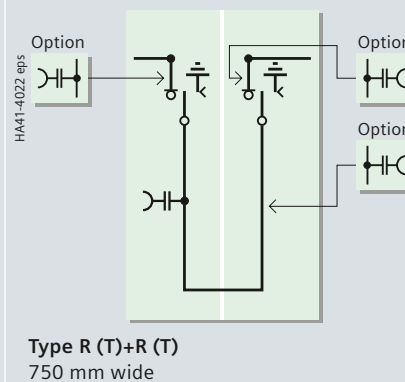 Option
HA41-4022 eps
Option
Option
Type R (T)+R (T)
750 mm wide